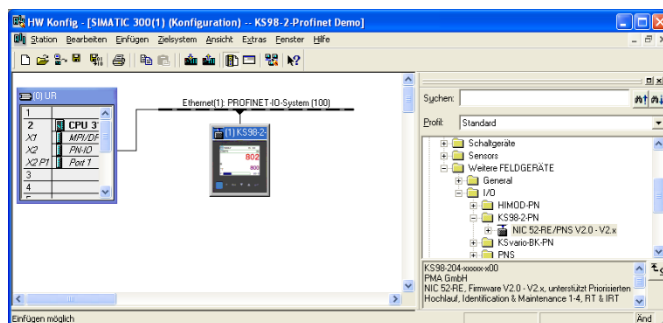 HW Konfig - [SIMATIC 300(1) (Konfiguration) -- KS98-2-Profinet Demo]
Station Bearbeiten Einfügen Zielsystem Ansicht Extras Fenster Hilfe
(0) UR
1
2 CPU 3
X1 MPI/DP
X2 PN-IO
X2 P1 Port 1
3
4
Ethernet(1): PROFINET-IO-System (100)
(1) KS98-2-
802
800
Suchen:
Profil: Standard
Schaltgeräte
Sensors
Weitere FELDGERÄTE
General
I/O
HIMOD-PN
KS98-2-PN
NIC 52-RE/PNS V2.0 - V2.x
KSvario-BK-PN
PNS
KS98-204-xxxxx-x00
PMA GmbH
NIC 52-RE, Firmware V2.0 - V2.x, unterstützt Priorisierten
Hochlauf, Identification & Maintenance 1-4, RT & IRT
Einfügen möglich
Änd